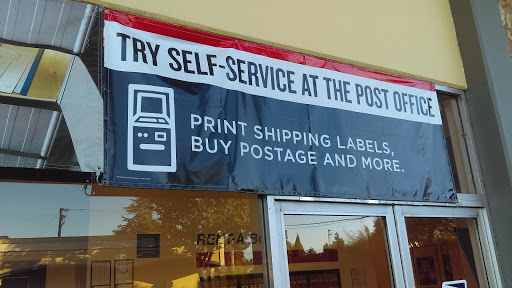 TRY SELF-SERVICE AT THE POST OFFICE
PRINT SHIPPING LABELS,
BUY POSTAGE AND MORE.